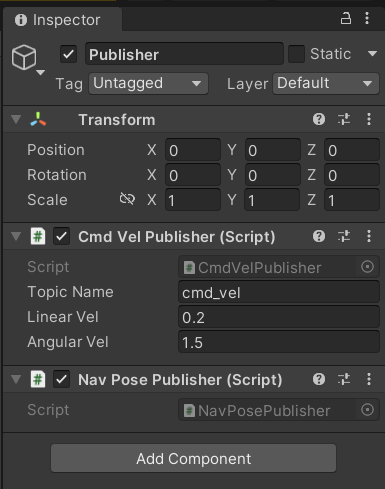 Inspector
Publisher Static
Tag Untagged Layer Default
Transform
Position X 0 Y 0 Z 0
Rotation X 0 Y 0 Z 0
Scale X 1 Y 1 Z 1
# Cmd Vel Publisher (Script)
Script # CmdVelPublisher
Topic Name cmd_vel
Linear Vel 0.2
Angular Vel 1.5
# Nav Pose Publisher (Script)
Script # NavPosePublisher
Add Component